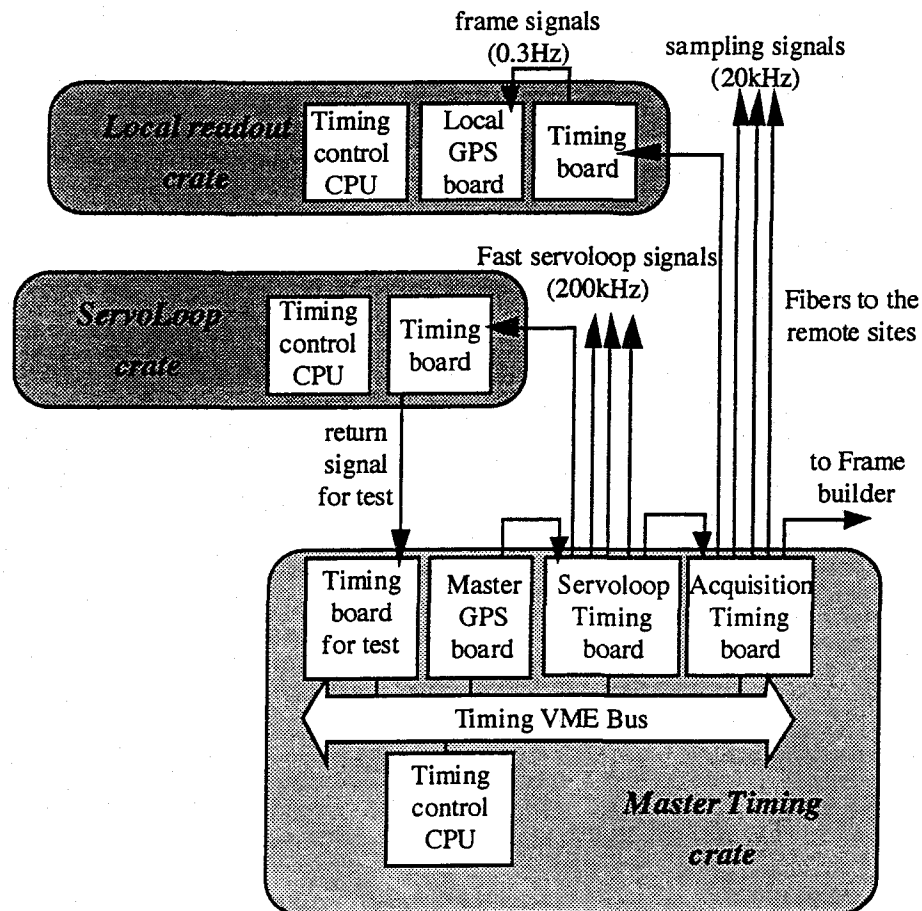 frame signals
(0.3Hz)
sampling signals
(20kHz)
Local readout
crate
Timing
control
CPU
Local
GPS
board
Timing
board
Fast servoloop signals
(200kHz)
Fibers to the
remote sites
ServoLoop
crate
Timing
control
CPU
Timing
board
return
signal
for test
to Frame
builder
Timing
board
for test
Master
GPS
board
Servoloop
Timing
board
Acquisition
Timing
board
Timing VME Bus
Timing
control
CPU
Master Timing
crate